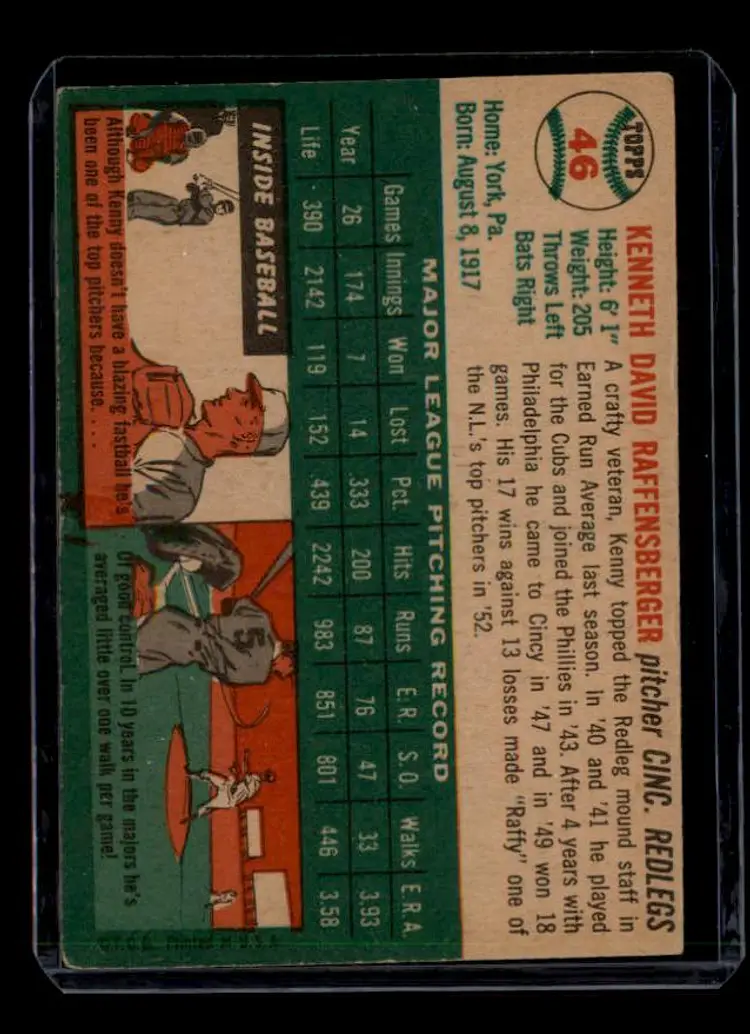 TOPPS
46
KENNETH DAVID RAFFENSBERGER pitcher CINC. REDLEGS
Height: 6' 1"
Weight: 205
Throws Left
Bats Right
Home: York, Pa.
Born: August 8, 1917
A crafty veteran, Kenny topped the Redleg mound staff in
Earned Run Average last season. In '40 and '41 he played
for the Cubs and joined the Phillies in '43. After 4 years with
Philadelphia he came to Cincy in '47 and in '49 won 18
games. His 17 wins against 13 losses made "Raffy" one of
the N.L.'s top pitchers in '52.
MAJOR LEAGUE PITCHING RECORD
Games Innings Won Lost Pct. Hits Runs E.R. S.O. Walks E.R.A.
Year 26 174 7 14 .333 200 87 76 47 33 3.93
Life 390 2142 119 152 .439 2242 983 851 801 446 3.58
INSIDE BASEBALL
Although Kenny doesn't have a blazing fastball he's
been one of the top pitchers because. . . .
5
Of good control. In 10 years in the majors he's
averaged little over one walk per game!